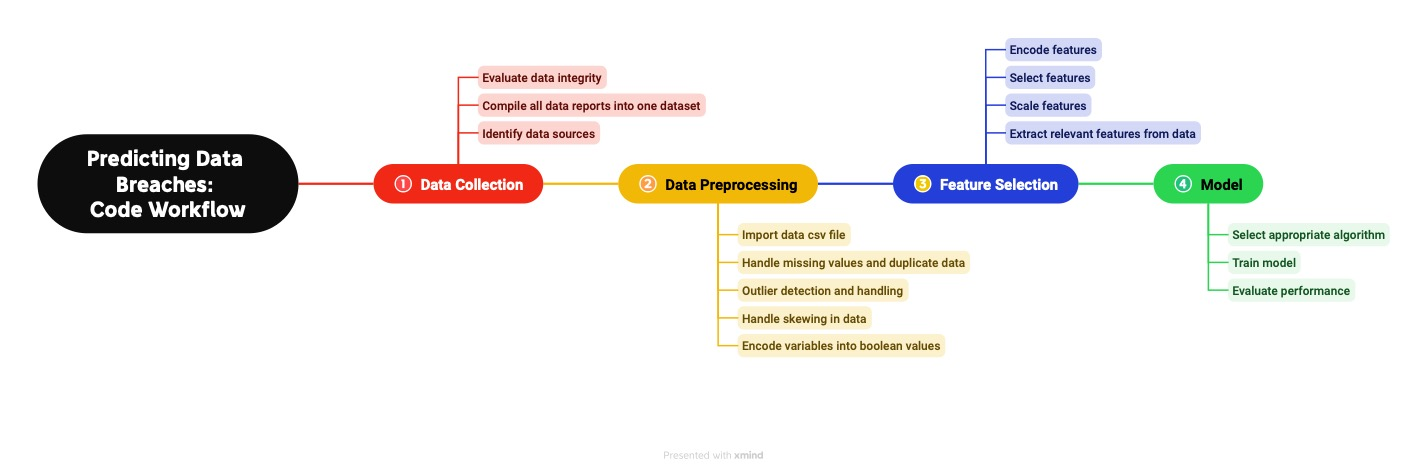 Predicting Data
Breaches:
Code Workflow
Evaluate data integrity
Compile all data reports into one dataset
Identify data sources
1 Data Collection
2 Data Preprocessing
Import data csv file
Handle missing values and duplicate data
Outlier detection and handling
Handle skewing in data
Encode variables into boolean values
Encode features
Select features
Scale features
Extract relevant features from data
3 Feature Selection
4 Model
Select appropriate algorithm
Train model
Evaluate performance
Presented with xmind